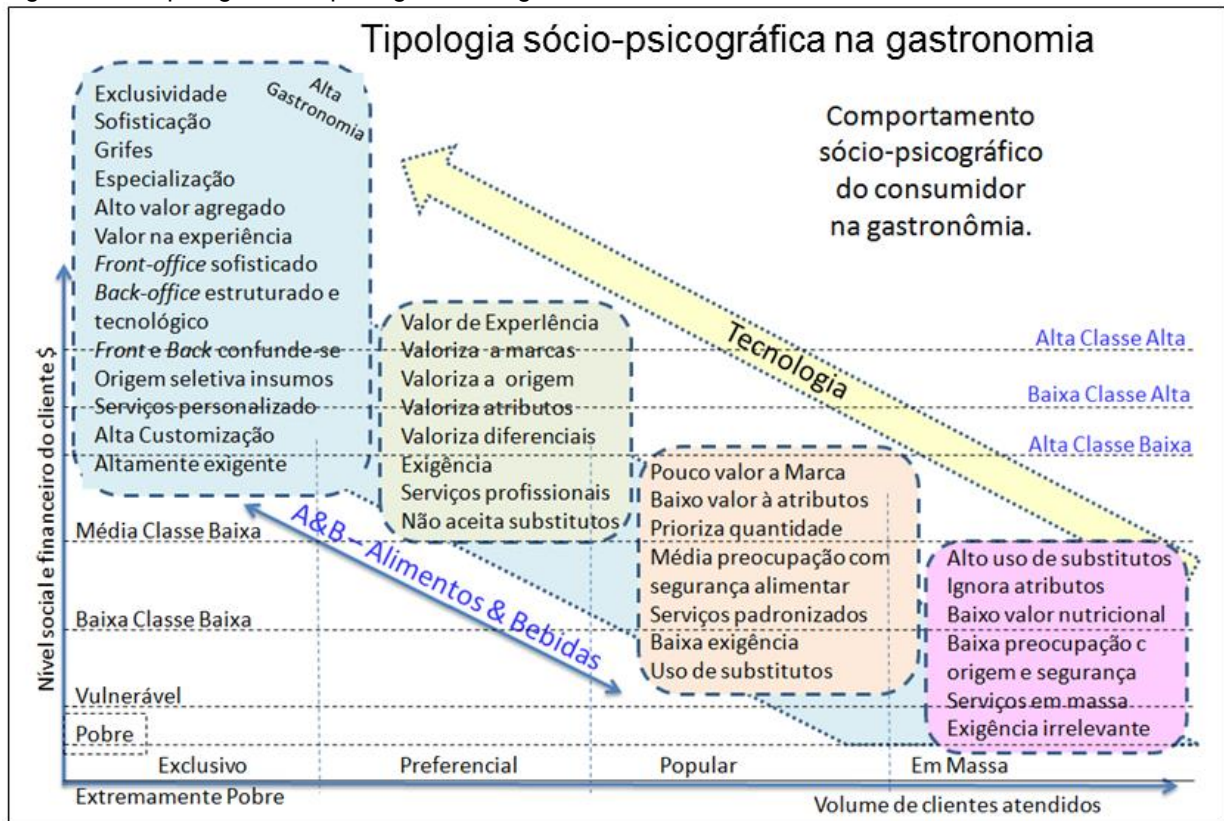 Tipologia sócio-psicográfica na gastronomia
Alta
Gastronomia
Exclusividade
Sofisticação
Grifes
Especialização
Alto valor agregado
Valor na experiência
Front-office sofisticado
Back-office estruturado e
tecnológico
Front e Back confunde-se
Origem seletiva insumos
Serviços personalizado
Alta Customização
Altamente exigente
Comportamento
sócio-psicográfico
do consumidor
na gastronômia.
Tecnologia
Valor de Experlência
Valoriza a marcas
Valoriza a origem
Valoriza atributos
Valoriza diferenciais
Exigência
Serviços profissionais
Não aceita substitutos
Alta Classe Alta
Baixa Classe Alta
Alta Classe Baixa
Pouco valor a Marca
Baixo valor à atributos
Prioriza quantidade
Média preocupação com
segurança alimentar
Serviços padronizados
Baixa exigência
Uso de substitutos
Alto uso de substitutos
Ignora atributos
Baixo valor nutricional
Baixa preocupação c
origem e segurança
Serviços em massa
Exigência irrelevante
A&B – Alimentos & Bebidas
Nível social e financeiro do cliente $
Média Classe Baixa
Baixa Classe Baixa
Vulnerável
Pobre
Exclusivo
Preferencial
Popular
Em Massa
Extremamente Pobre
Volume de clientes atendidos